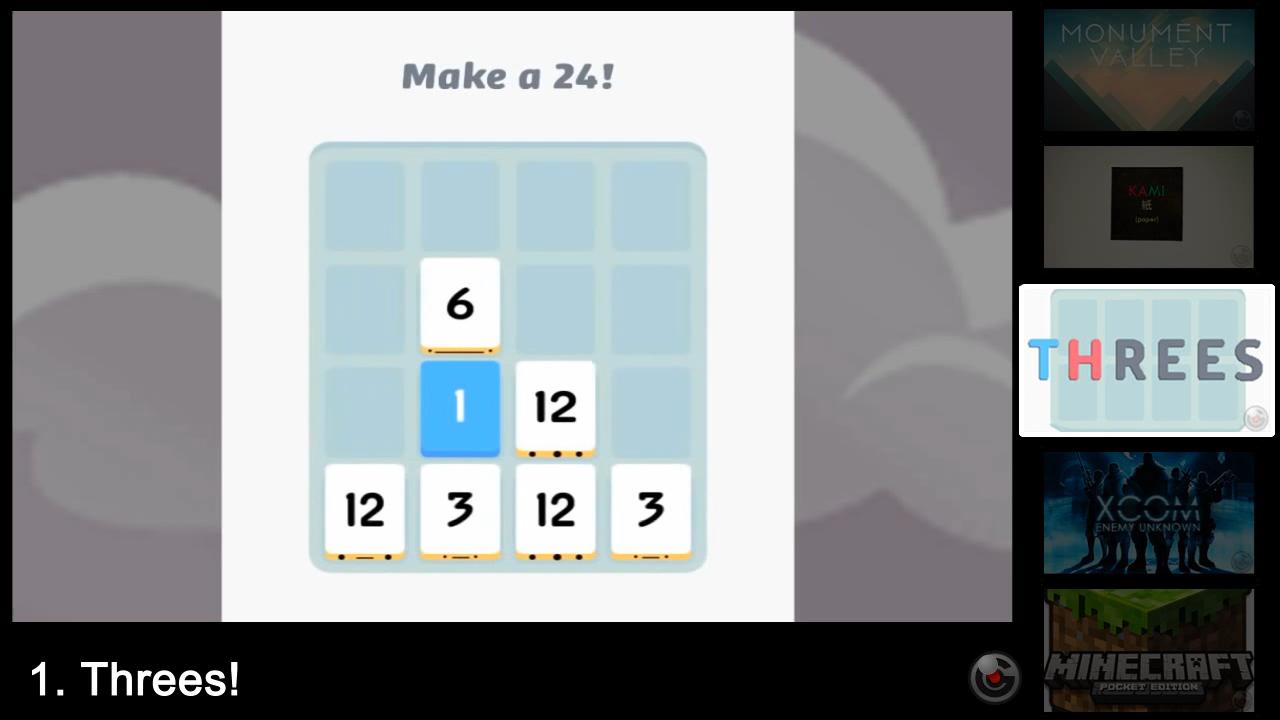 Make a 24!
6
1 12
12 3 12 3
1. Threes!
MONUMENT
VALLEY
KAMI
紙
(paper)
THREES
XCOM
ENEMY UNKNOWN
MINECRAFT
POCKET EDITION